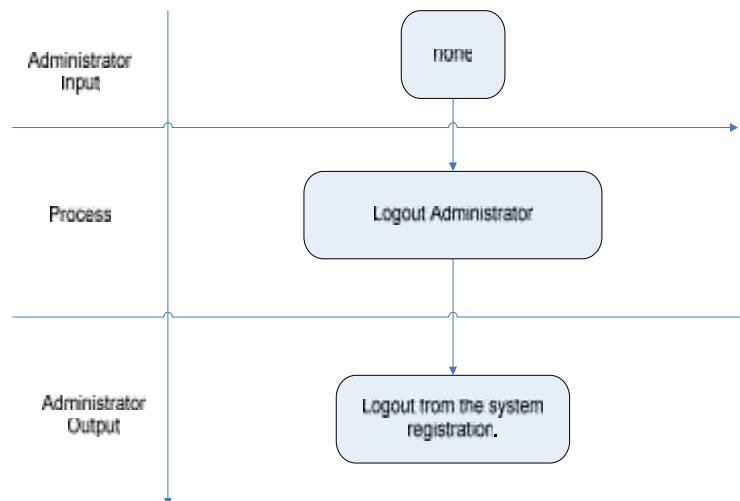 Administrator
Input
none
Process
Logout Administrator
Administrator
Output
Logout from the system
registration.